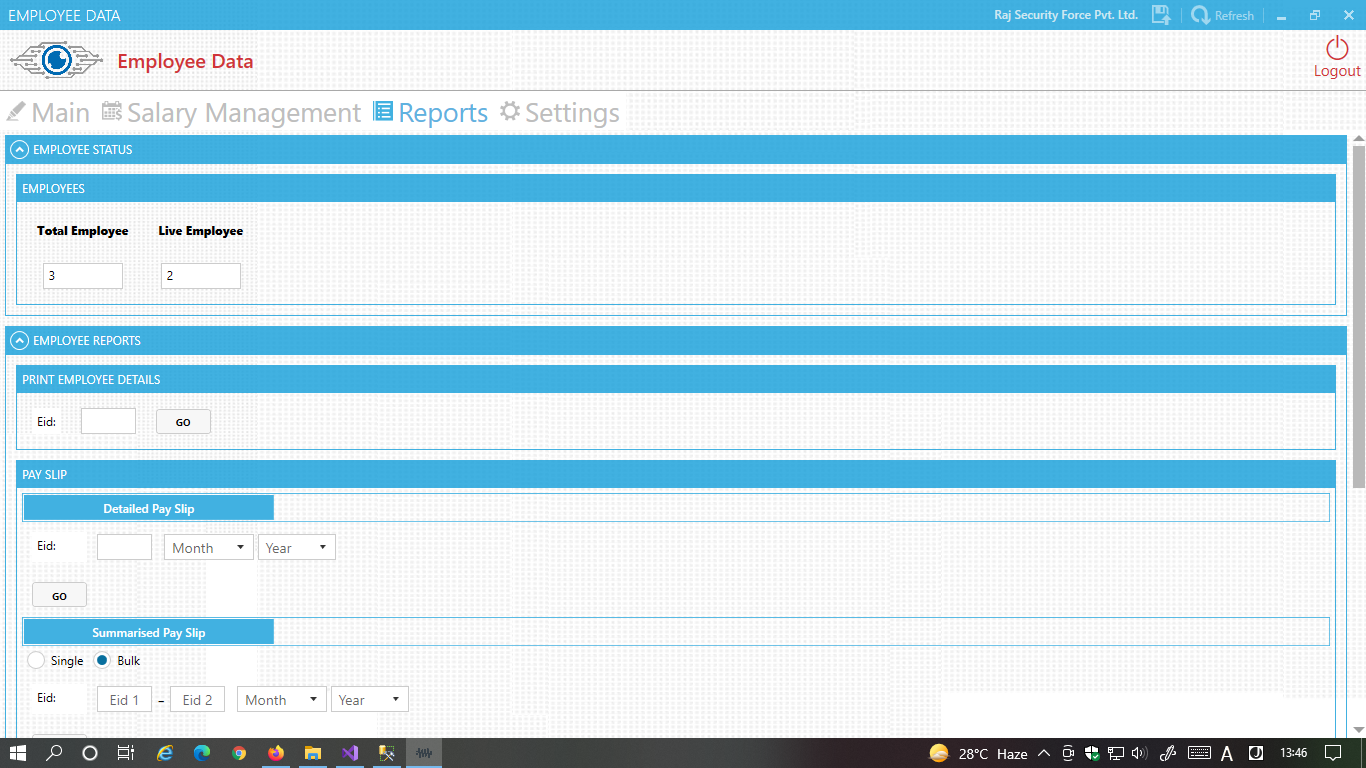 EMPLOYEE DATA
Raj Security Force Pvt. Ltd. Refresh
Employee Data
Logout
Main Salary Management Reports Settings
EMPLOYEE STATUS
EMPLOYEES
Total Employee Live Employee
3 2
EMPLOYEE REPORTS
PRINT EMPLOYEE DETAILS
Eid: GO
PAY SLIP
Detailed Pay Slip
Eid: Month Year
GO
Summarised Pay Slip
Single Bulk
Eid: Eid 1 – Eid 2 Month Year
28°C Haze A 13:46